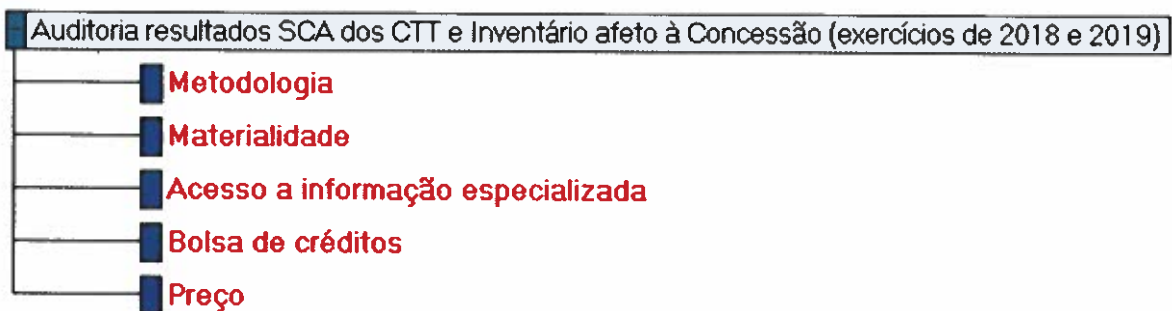 Auditoria resultados SCA dos CTT e Inventário afeto à Concessão (exercícios de 2018 e 2019)
Metodologia
Materialidade
Acesso a informação especializada
Bolsa de créditos
Preço